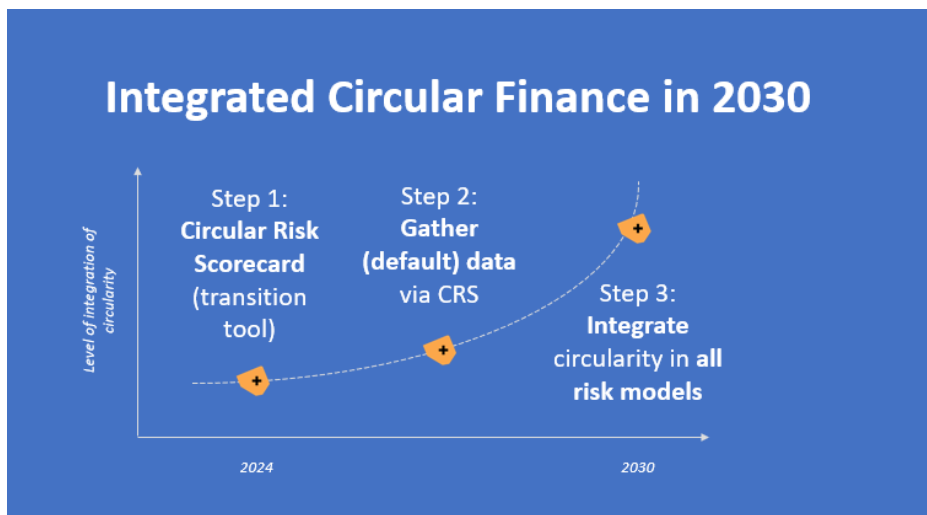 Integrated Circular Finance in 2030
Level of integration of
circularity
Step 1:
Circular Risk
Scorecard
(transition
tool)
Step 2:
Gather
(default) data
via CRS
Step 3:
Integrate
circularity in all
risk models
2024
2030